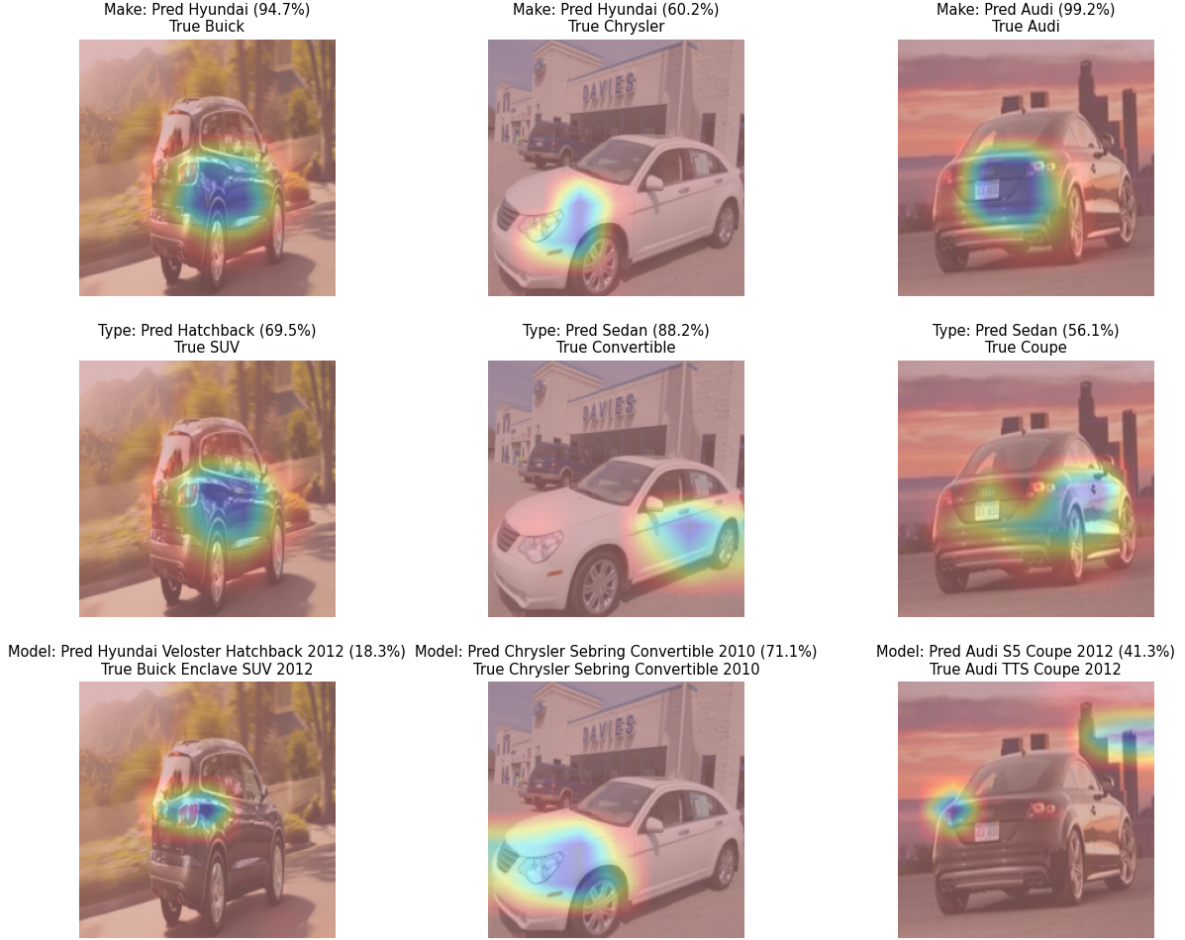 Make: Pred Hyundai (94.7%)
True Buick
Make: Pred Hyundai (60.2%)
True Chrysler
Make: Pred Audi (99.2%)
True Audi
DAVIES
Type: Pred Hatchback (69.5%)
True SUV
Type: Pred Sedan (88.2%)
True Convertible
Type: Pred Sedan (56.1%)
True Coupe
DAVIES
Model: Pred Hyundai Veloster Hatchback 2012 (18.3%)
True Buick Enclave SUV 2012
Model: Pred Chrysler Sebring Convertible 2010 (71.1%)
True Chrysler Sebring Convertible 2010
Model: Pred Audi S5 Coupe 2012 (41.3%)
True Audi TTS Coupe 2012
DAVIES